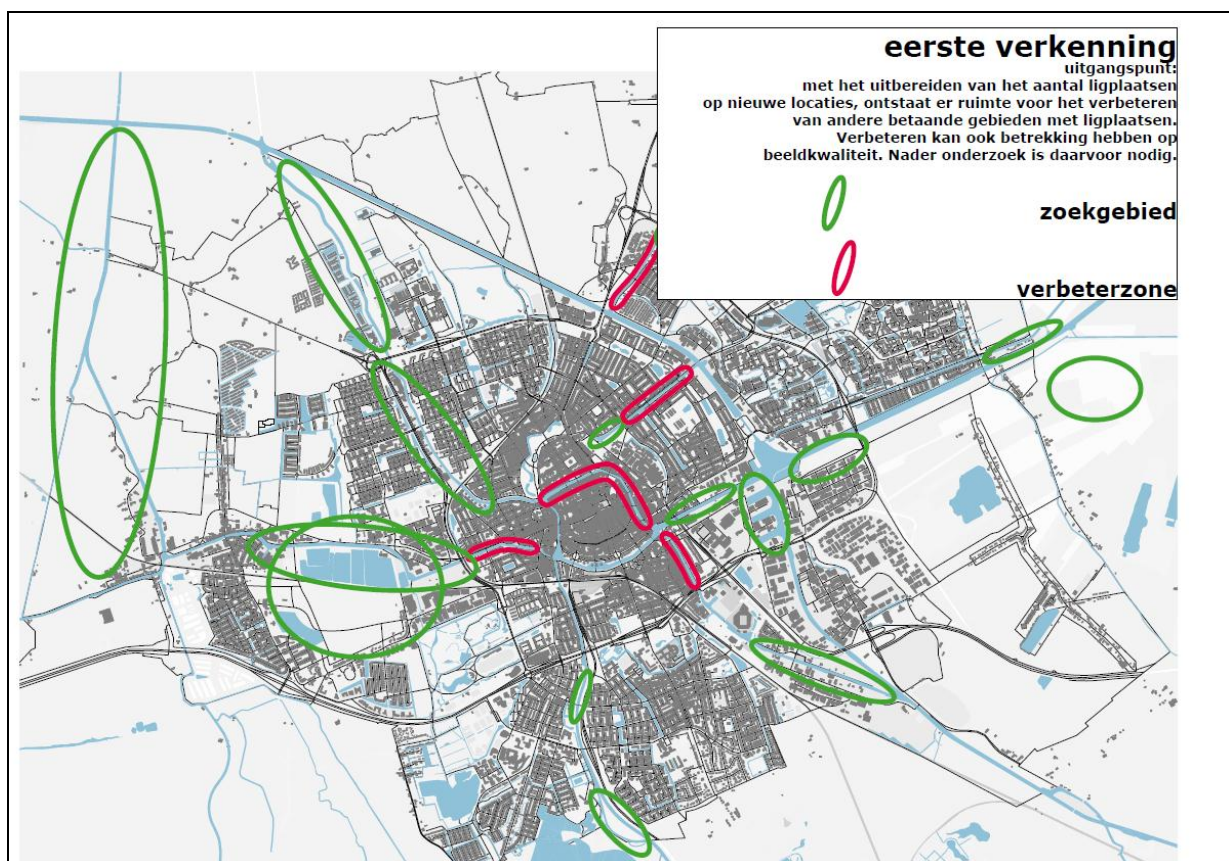 eerste verkenning
uitgangspunt:
met het uitbereiden van het aantal ligplaatsen
op nieuwe locaties, ontstaat er ruimte voor het verbeteren
van andere betaande gebieden met ligplaatsen.
Verbeteren kan ook betrekking hebben op
beeldkwaliteit. Nader onderzoek is daarvoor nodig.
zoekgebied
verbeterzone